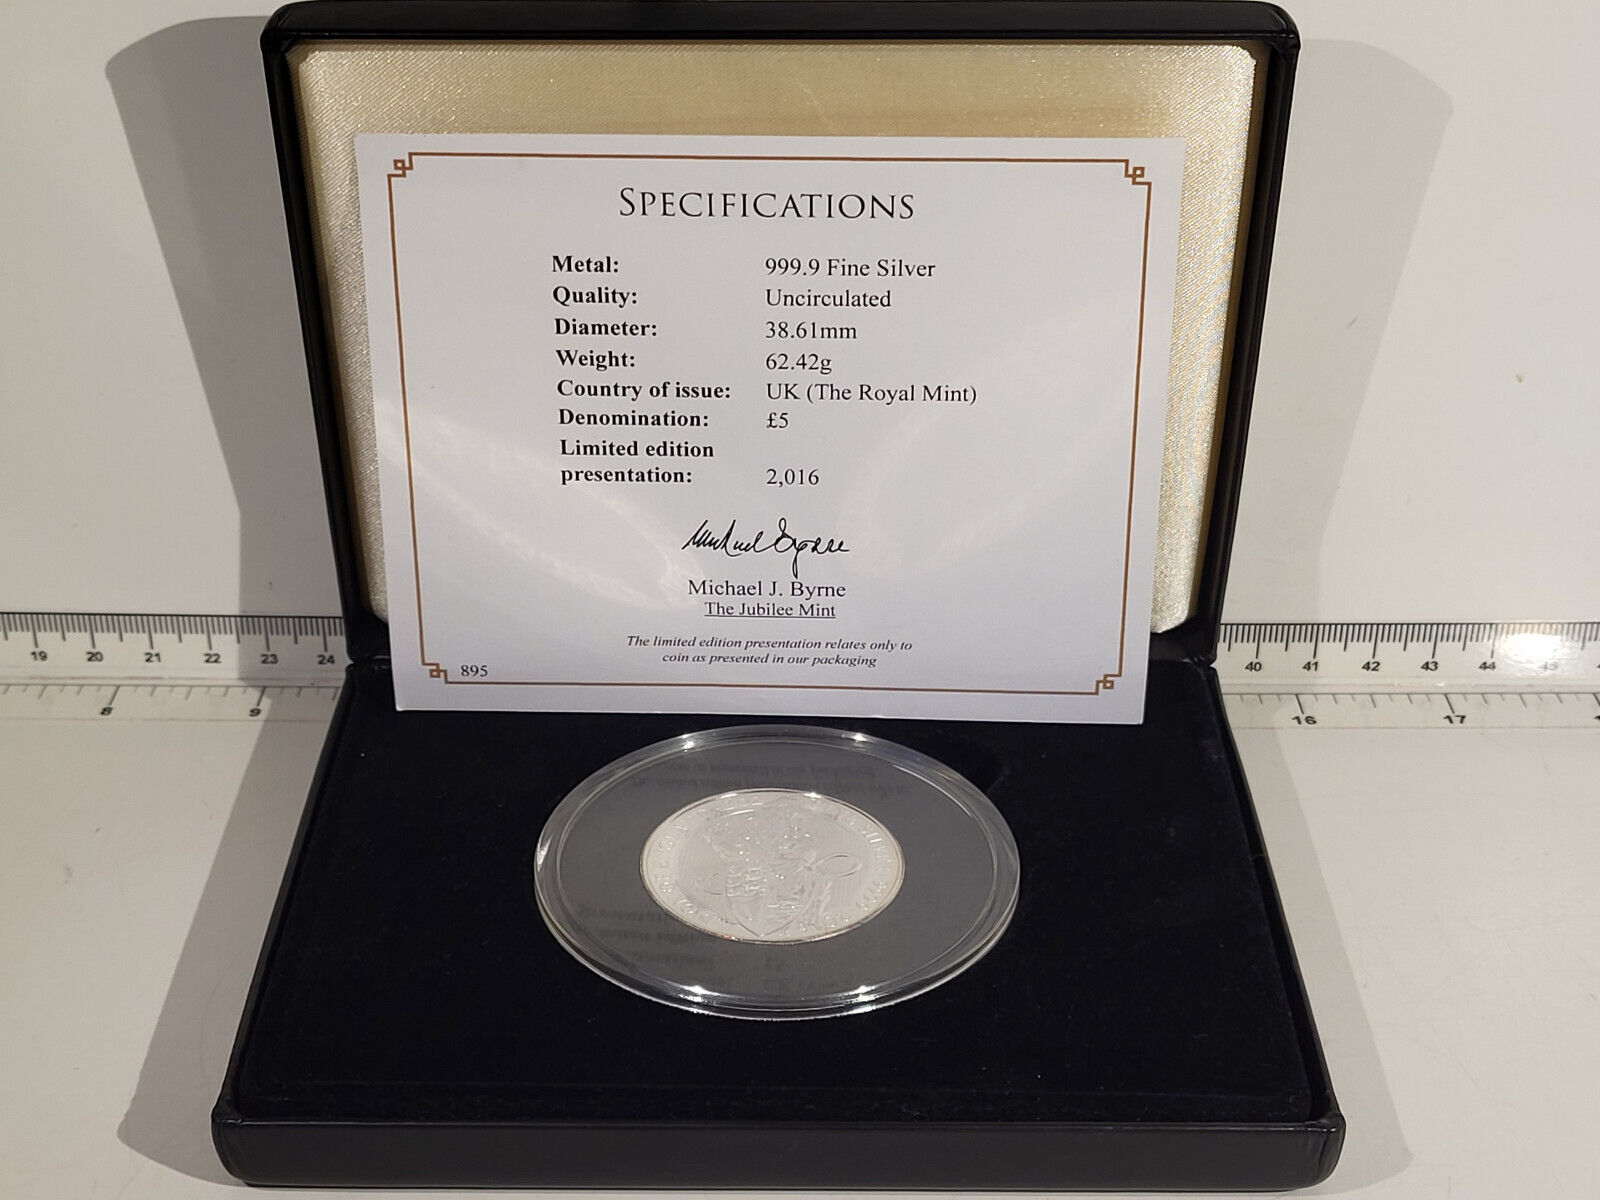 SPECIFICATIONS
Metal: 999.9 Fine Silver
Quality: Uncirculated
Diameter: 38.61mm
Weight: 62.42g
Country of issue: UK (The Royal Mint)
Denomination: £5
Limited edition
presentation: 2,016
Michael J. Byrne
The Jubilee Mint
The limited edition presentation relates only to
coin as presented in our packaging
895
19 20 21 22 23 24 40 41 42 43 44 45
8 9 16 17